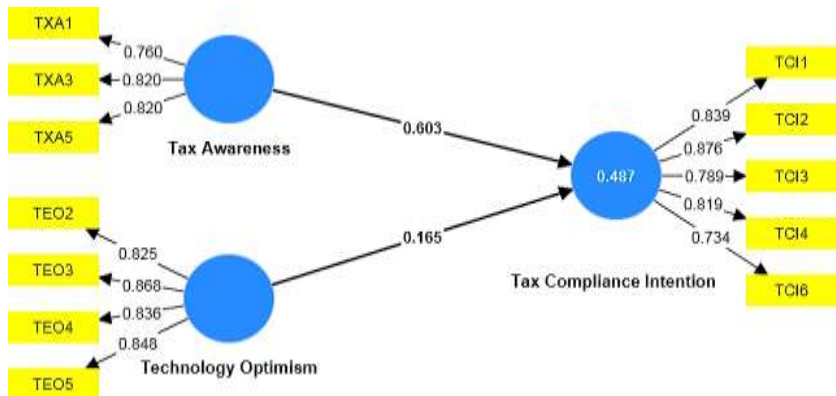 TXA1
0.760
TXA3
0.820
TXA5
0.820
Tax Awareness
0.603
TEO2
0.825
TEO3
0.868
TEO4
0.836
TEO5
0.848
Technology Optimism
0.165
0.487
Tax Compliance Intention
TCI1
0.839
TCI2
0.876
TCI3
0.789
TCI4
0.819
TCI6
0.734